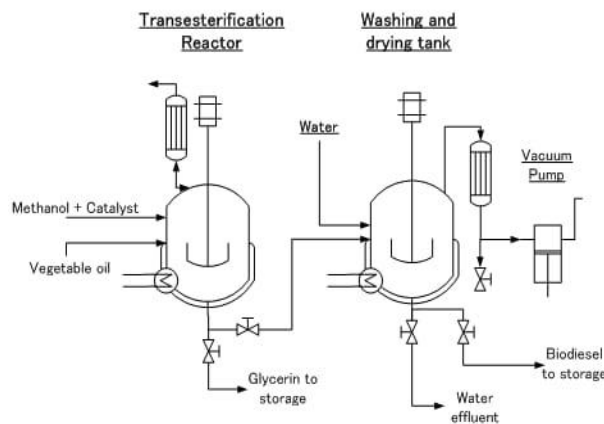 Transesterification
Reactor
Washing and
drying tank
Water
Vacuum
Pump
Methanol + Catalyst
Vegetable oil
Glycerin to
storage
Biodiesel
to storage
Water
effluent